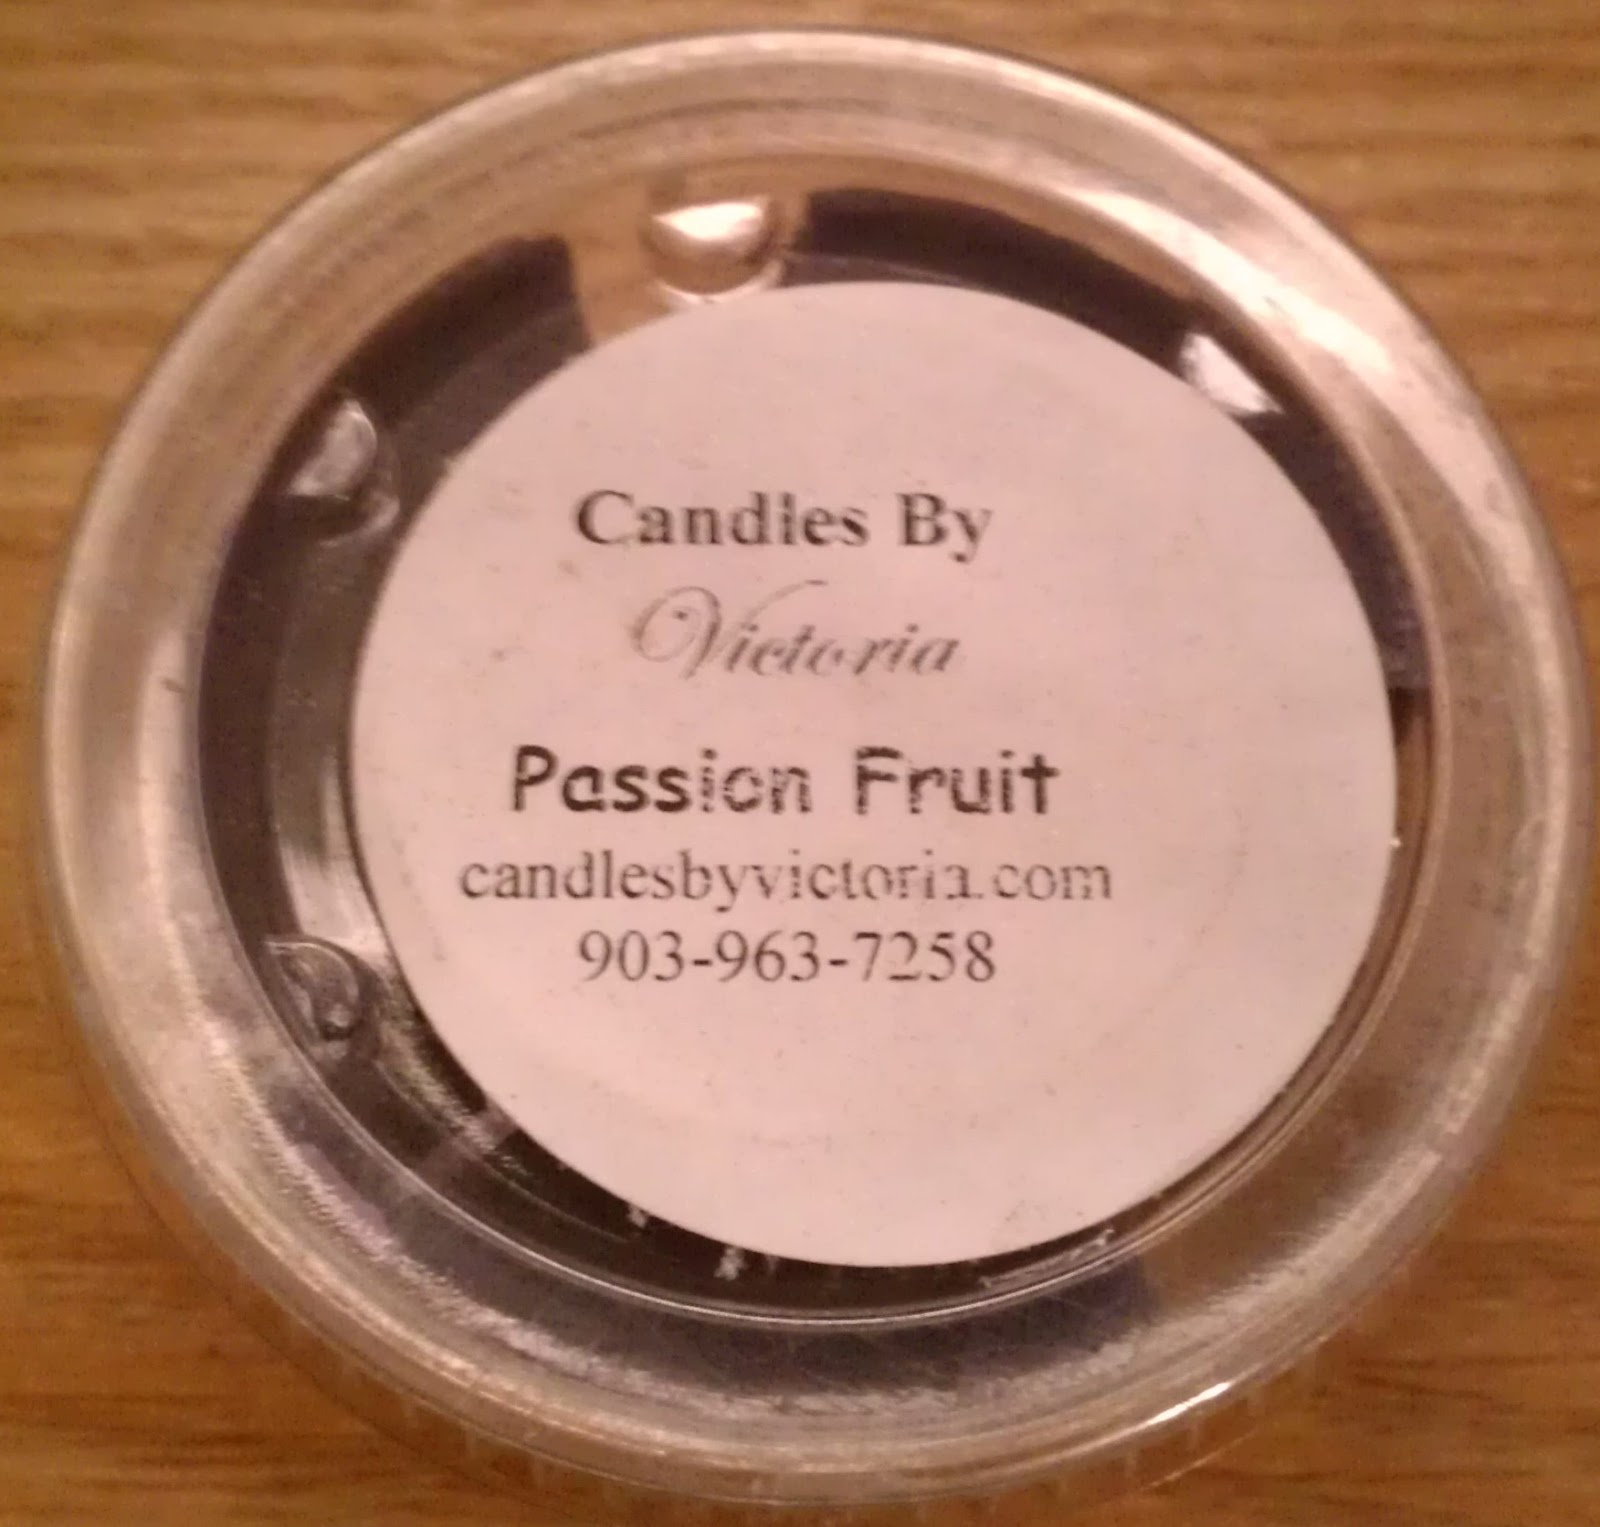 Candles By
Victoria
Passion Fruit
candlesbyvictoria.com
903-963-7258